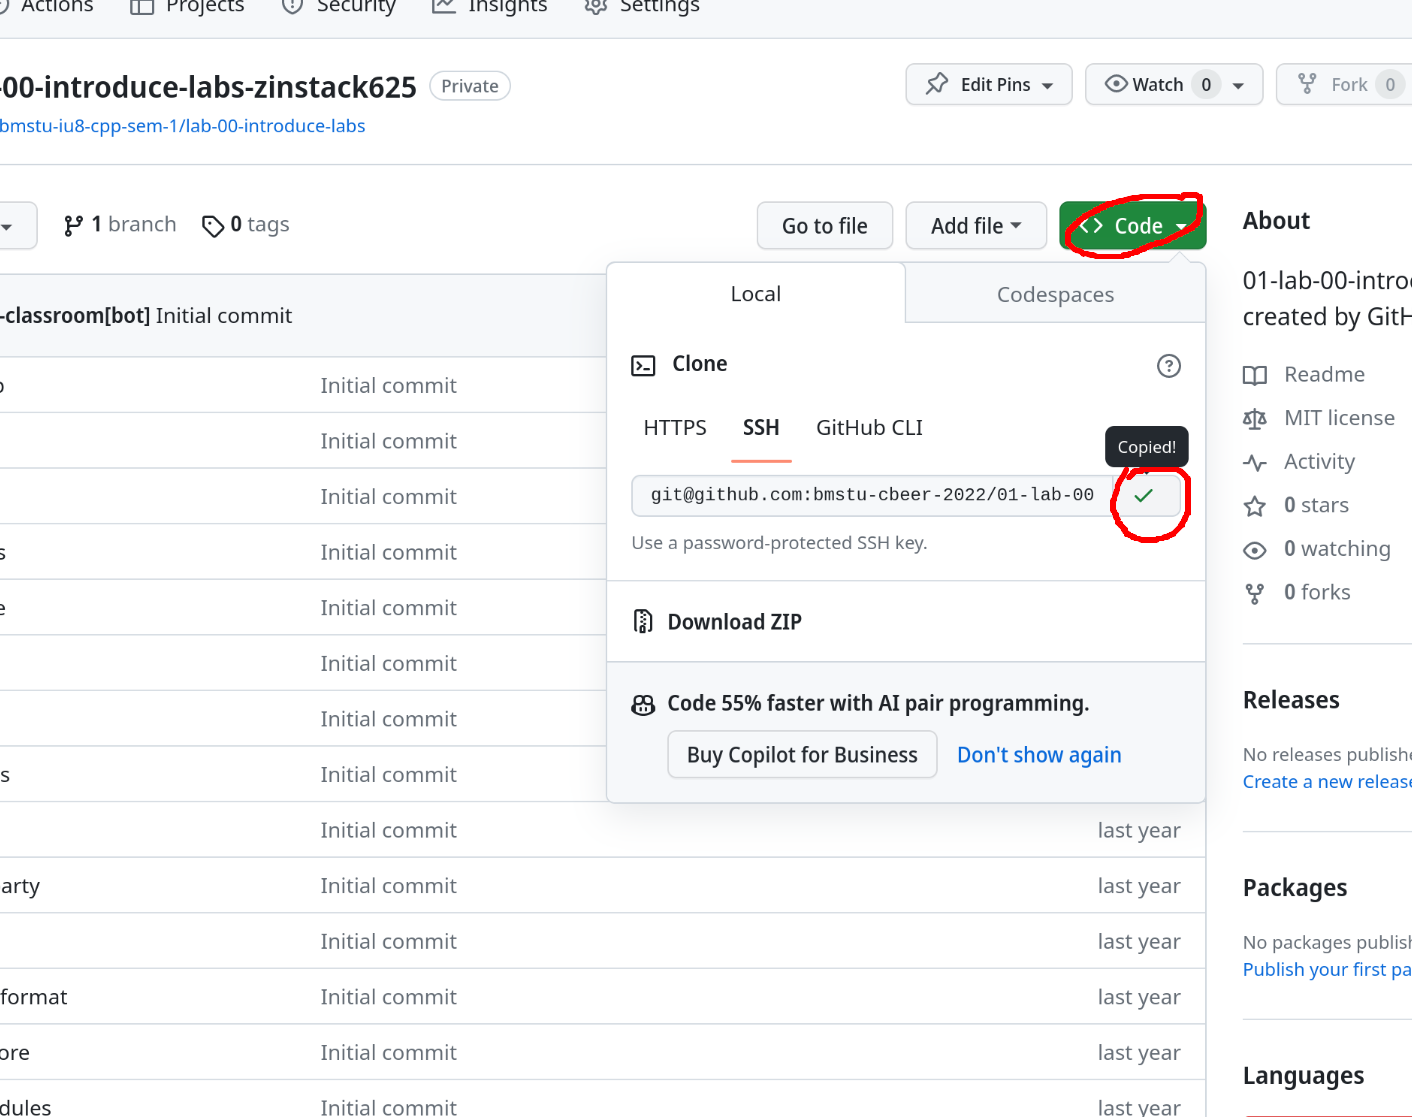 Actions Projects Security Insights Settings
-00-introduce-labs-zinstack625 Private Edit Pins Watch 0 Fork 0
bmstu-iu8-cpp-sem-1/lab-00-introduce-labs
1 branch 0 tags Go to file Add file Code
-classroom[bot] Initial commit
Initial commit
Initial commit
Initial commit
s Initial commit
e Initial commit
Initial commit
Initial commit
s Initial commit
Initial commit last year
arty Initial commit last year
Initial commit last year
format Initial commit last year
ore Initial commit last year
dules Initial commit last year
Local Codespaces
Clone
HTTPS SSH GitHub CLI
Copied!
git@github.com:bmstu-cbeer-2022/01-lab-00
Use a password-protected SSH key.
Download ZIP
Code 55% faster with AI pair programming.
Buy Copilot for Business Don't show again
About
01-lab-00-introd
created by GitH
Readme
MIT license
Activity
0 stars
0 watching
0 forks
Releases
No releases publishe
Create a new release
Packages
No packages publish
Publish your first pa
Languages